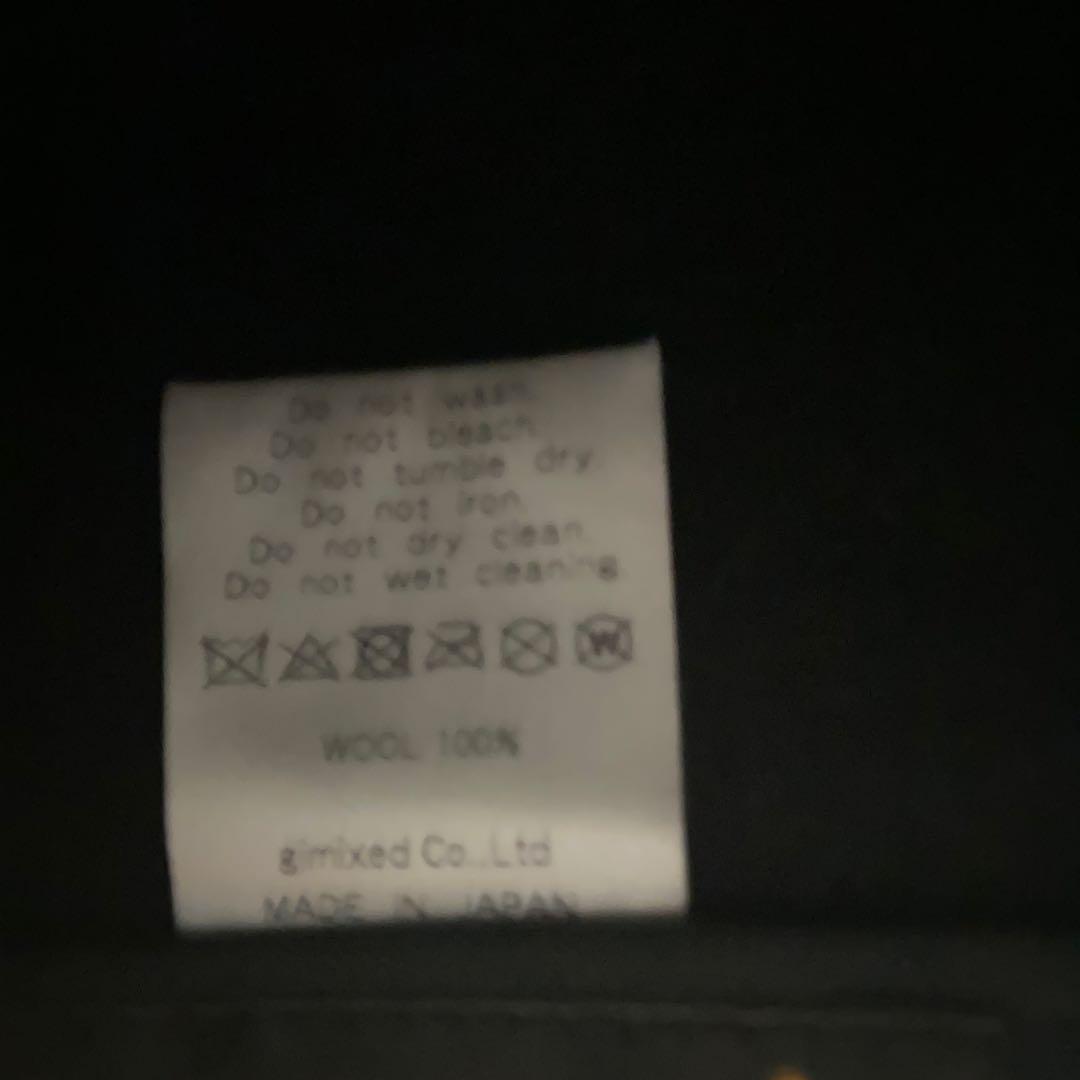 Do not wash.
Do not bleach.
Do not tumble dry.
Do not iron.
Do not dry clean.
Do not wet cleaning.
W
WOOL 100%
gimixed Co.,Ltd
MADE IN JAPAN